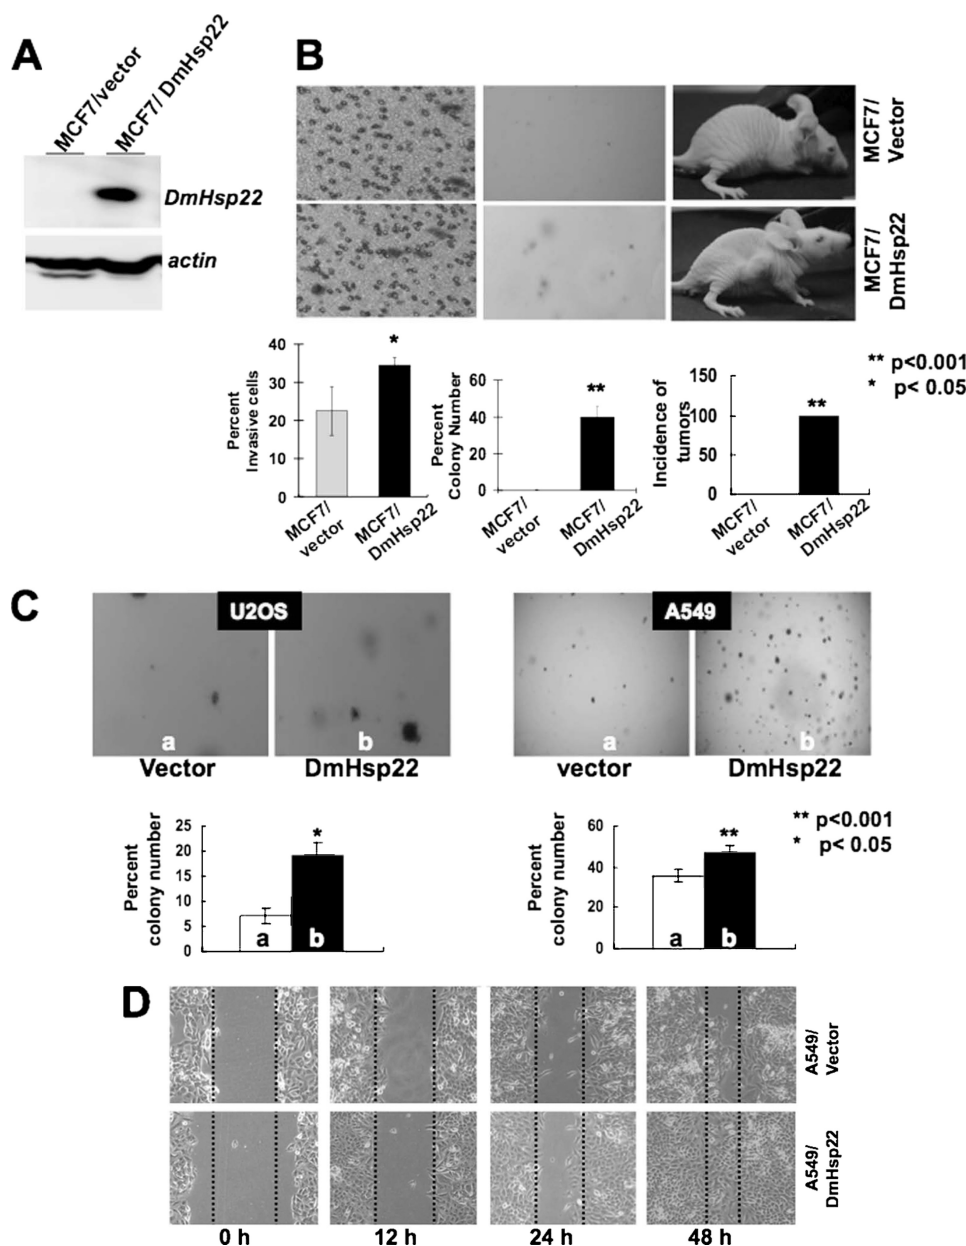 A
MCF7/vector
MCF7/ DmHsp22
DmHsp22
actin
B
MCF7/
Vector
MCF7/
DmHsp22
Percent
Invasive cells
40
30
20
10
0
*
MCF7/
vector
MCF7/
DmHsp22
Percent
Colony Number
60
40
20
0
**
MCF7/
vector
MCF7/
DmHsp22
Incidence of
tumors
150
100
50
0
**
MCF7/
vector
MCF7/
DmHsp22
** p<0.001
* p< 0.05
C
U2OS
a
b
Vector
DmHsp22
A549
a
b
vector
DmHsp22
Percent
colony number
25
20
15
10
5
0
*
a
b
Percent
colony number
60
40
20
0
**
a
b
** p<0.001
* p< 0.05
D
A549/
Vector
A549/
DmHsp22
0 h
12 h
24 h
48 h